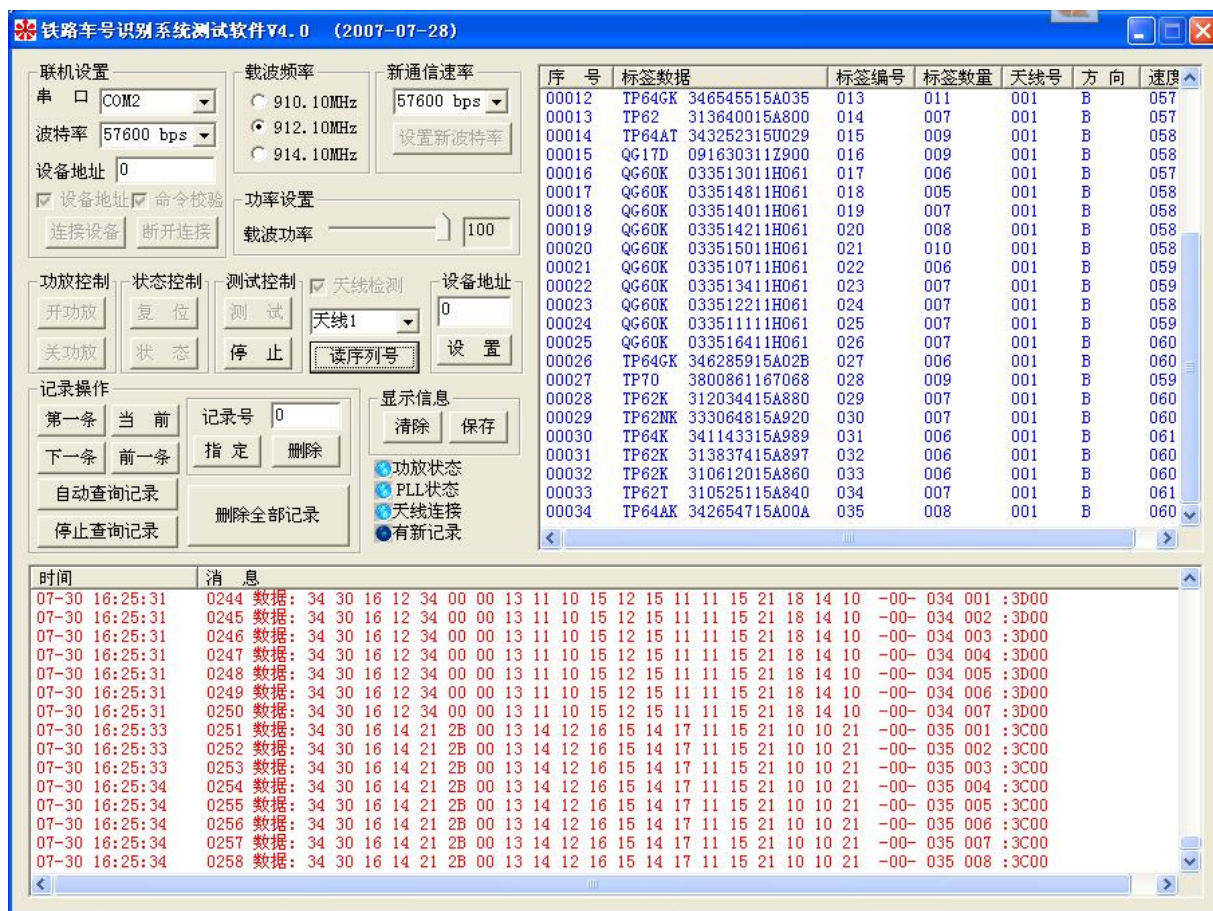 铁路车号识别系统测试软件V4.0 (2007-07-28)
联机设置
串 口 COM2
波特率 57600 bps
设备地址 0
设备地址 命令校验
连接设备 断开连接
载波频率
910.10MHz
912.10MHz
914.10MHz
新通信速率
57600 bps
设置新波特率
功率设置
载波功率 100
功放控制
开功放
关功放
状态控制
复 位
状 态
测试控制
测 试
停 止
天线检测
天线1
读序列号
设备地址
0
设 置
记录操作
第一条 当 前
下一条 前一条
自动查询记录
停止查询记录
记录号 0
指 定 删除
删除全部记录
显示信息
清除 保存
功放状态
PLL状态
天线连接
有新记录
序 号 标签数据 标签编号 标签数量 天线号 方 向 速度
00012 TP64GK 346545515A035 013 011 001 B 057
00013 TP62 313640015A800 014 007 001 B 057
00014 TP64AT 343252315U029 015 009 001 B 058
00015 QG17D 091630311Z900 016 009 001 B 058
00016 QG60K 033513011H061 017 006 001 B 057
00017 QG60K 033514811H061 018 005 001 B 058
00018 QG60K 033514011H061 019 007 001 B 058
00019 QG60K 033514211H061 020 008 001 B 058
00020 QG60K 033515011H061 021 010 001 B 058
00021 QG60K 033510711H061 022 006 001 B 059
00022 QG60K 033513411H061 023 007 001 B 059
00023 QG60K 033512211H061 024 007 001 B 058
00024 QG60K 033511111H061 025 007 001 B 059
00025 QG60K 033516411H061 026 007 001 B 060
00026 TP64GK 346285915A02B 027 006 001 B 060
00027 TP70 3800861167068 028 009 001 B 059
00028 TP62K 312034415A880 029 007 001 B 060
00029 TP62NK 333064815A920 030 007 001 B 060
00030 TP64K 341143315A989 031 006 001 B 061
00031 TP62K 313837415A897 032 006 001 B 060
00032 TP62K 310612015A860 033 006 001 B 060
00033 TP62T 310525115A840 034 007 001 B 061
00034 TP64AK 342654715A00A 035 008 001 B 060
时间 消 息
07-30 16:25:31 0244 数据: 34 30 16 12 34 00 00 13 11 10 15 12 15 11 11 15 21 18 14 10 -00- 034 001 :3D00
07-30 16:25:31 0245 数据: 34 30 16 12 34 00 00 13 11 10 15 12 15 11 11 15 21 18 14 10 -00- 034 002 :3D00
07-30 16:25:31 0246 数据: 34 30 16 12 34 00 00 13 11 10 15 12 15 11 11 15 21 18 14 10 -00- 034 003 :3D00
07-30 16:25:31 0247 数据: 34 30 16 12 34 00 00 13 11 10 15 12 15 11 11 15 21 18 14 10 -00- 034 004 :3D00
07-30 16:25:31 0248 数据: 34 30 16 12 34 00 00 13 11 10 15 12 15 11 11 15 21 18 14 10 -00- 034 005 :3D00
07-30 16:25:31 0249 数据: 34 30 16 12 34 00 00 13 11 10 15 12 15 11 11 15 21 18 14 10 -00- 034 006 :3D00
07-30 16:25:31 0250 数据: 34 30 16 12 34 00 00 13 11 10 15 12 15 11 11 15 21 18 14 10 -00- 034 007 :3D00
07-30 16:25:33 0251 数据: 34 30 16 14 21 2B 00 13 14 12 16 15 14 17 11 15 21 10 10 21 -00- 035 001 :3C00
07-30 16:25:33 0252 数据: 34 30 16 14 21 2B 00 13 14 12 16 15 14 17 11 15 21 10 10 21 -00- 035 002 :3C00
07-30 16:25:33 0253 数据: 34 30 16 14 21 2B 00 13 14 12 16 15 14 17 11 15 21 10 10 21 -00- 035 003 :3C00
07-30 16:25:34 0254 数据: 34 30 16 14 21 2B 00 13 14 12 16 15 14 17 11 15 21 10 10 21 -00- 035 004 :3C00
07-30 16:25:34 0255 数据: 34 30 16 14 21 2B 00 13 14 12 16 15 14 17 11 15 21 10 10 21 -00- 035 005 :3C00
07-30 16:25:34 0256 数据: 34 30 16 14 21 2B 00 13 14 12 16 15 14 17 11 15 21 10 10 21 -00- 035 006 :3C00
07-30 16:25:34 0257 数据: 34 30 16 14 21 2B 00 13 14 12 16 15 14 17 11 15 21 10 10 21 -00- 035 007 :3C00
07-30 16:25:34 0258 数据: 34 30 16 14 21 2B 00 13 14 12 16 15 14 17 11 15 21 10 10 21 -00- 035 008 :3C00